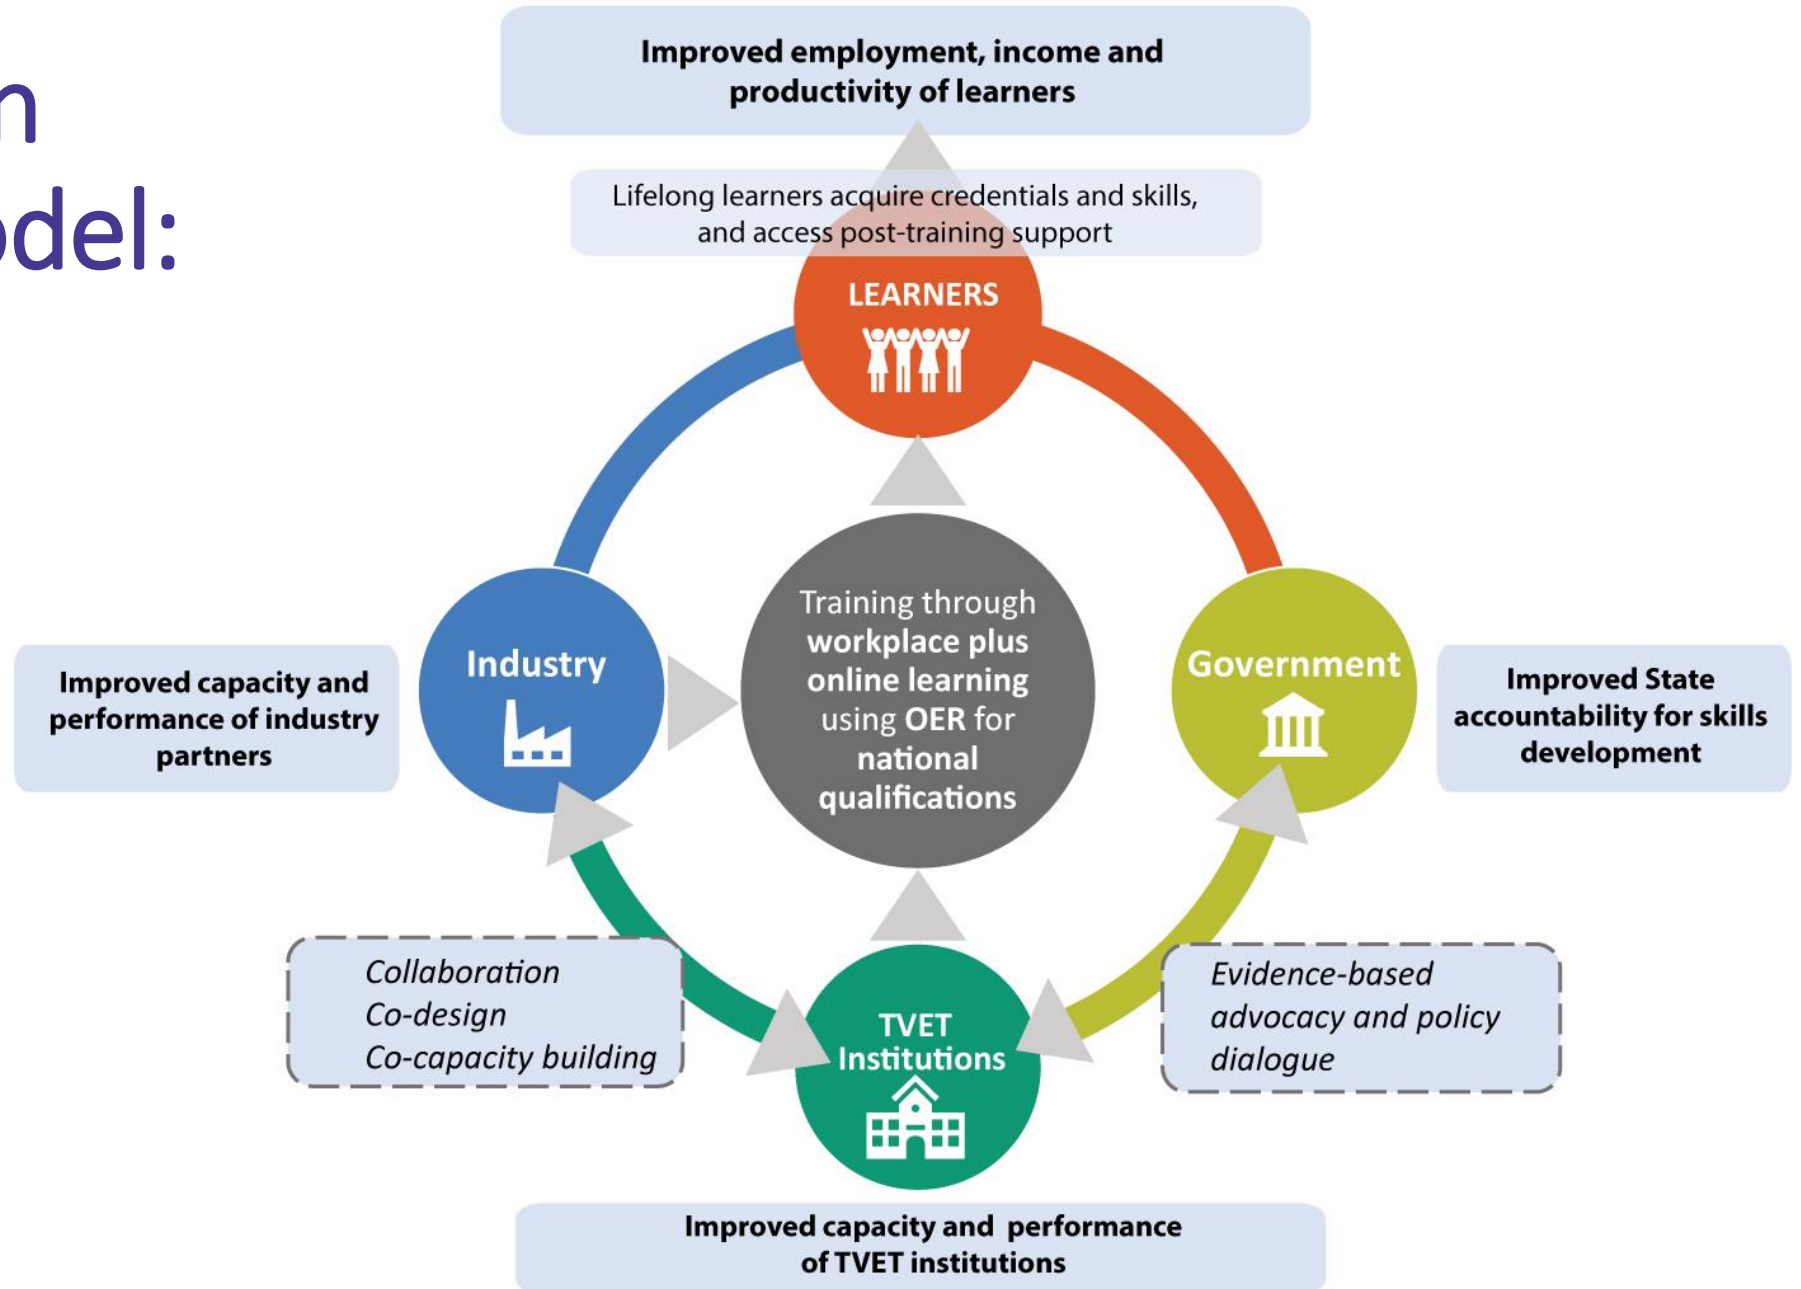 Improved employment, income and
productivity of learners
Lifelong learners acquire credentials and skills,
and access post-training support
LEARNERS
Industry
Improved capacity and
performance of industry
partners
Training through
workplace plus
online learning
using OER for
national
qualifications
Government
Improved State
accountability for skills
development
Collaboration
Co-design
Co-capacity building
TVET
Institutions
Evidence-based
advocacy and policy
dialogue
Improved capacity and performance
of TVET institutions